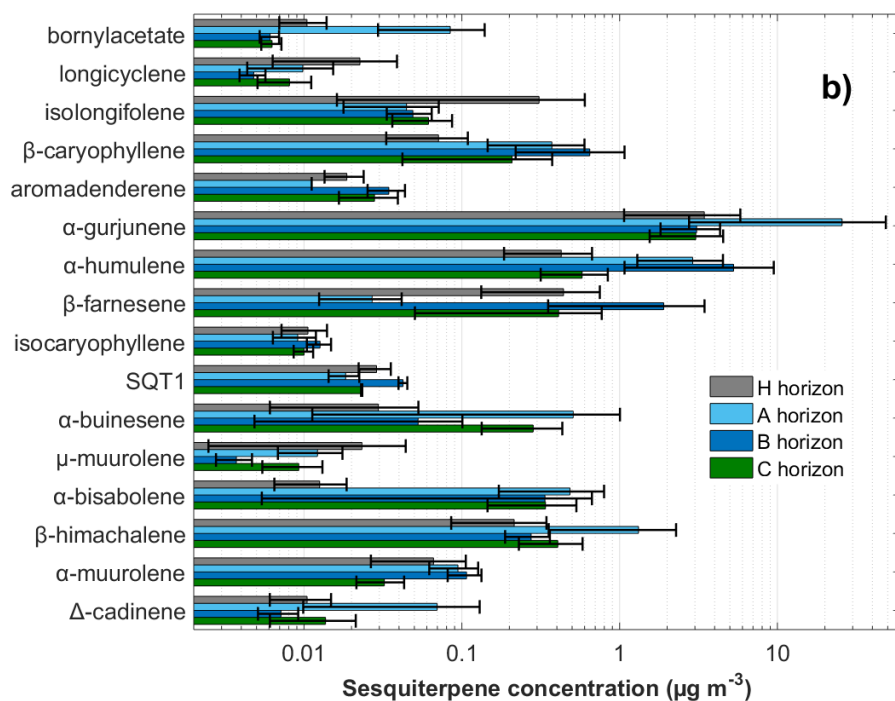 b)
bornylacetate
longicyclene
isolongifolene
β-caryophyllene
aromadenderene
α-gurjunene
α-humulene
β-farnesene
isocaryophyllene
SQT1
α-buinesene
μ-muurolene
α-bisabolene
β-himachalene
α-muurolene
Δ-cadinene
H horizon
A horizon
B horizon
C horizon
0.01 0.1 1 10
Sesquiterpene concentration (μg m⁻³)